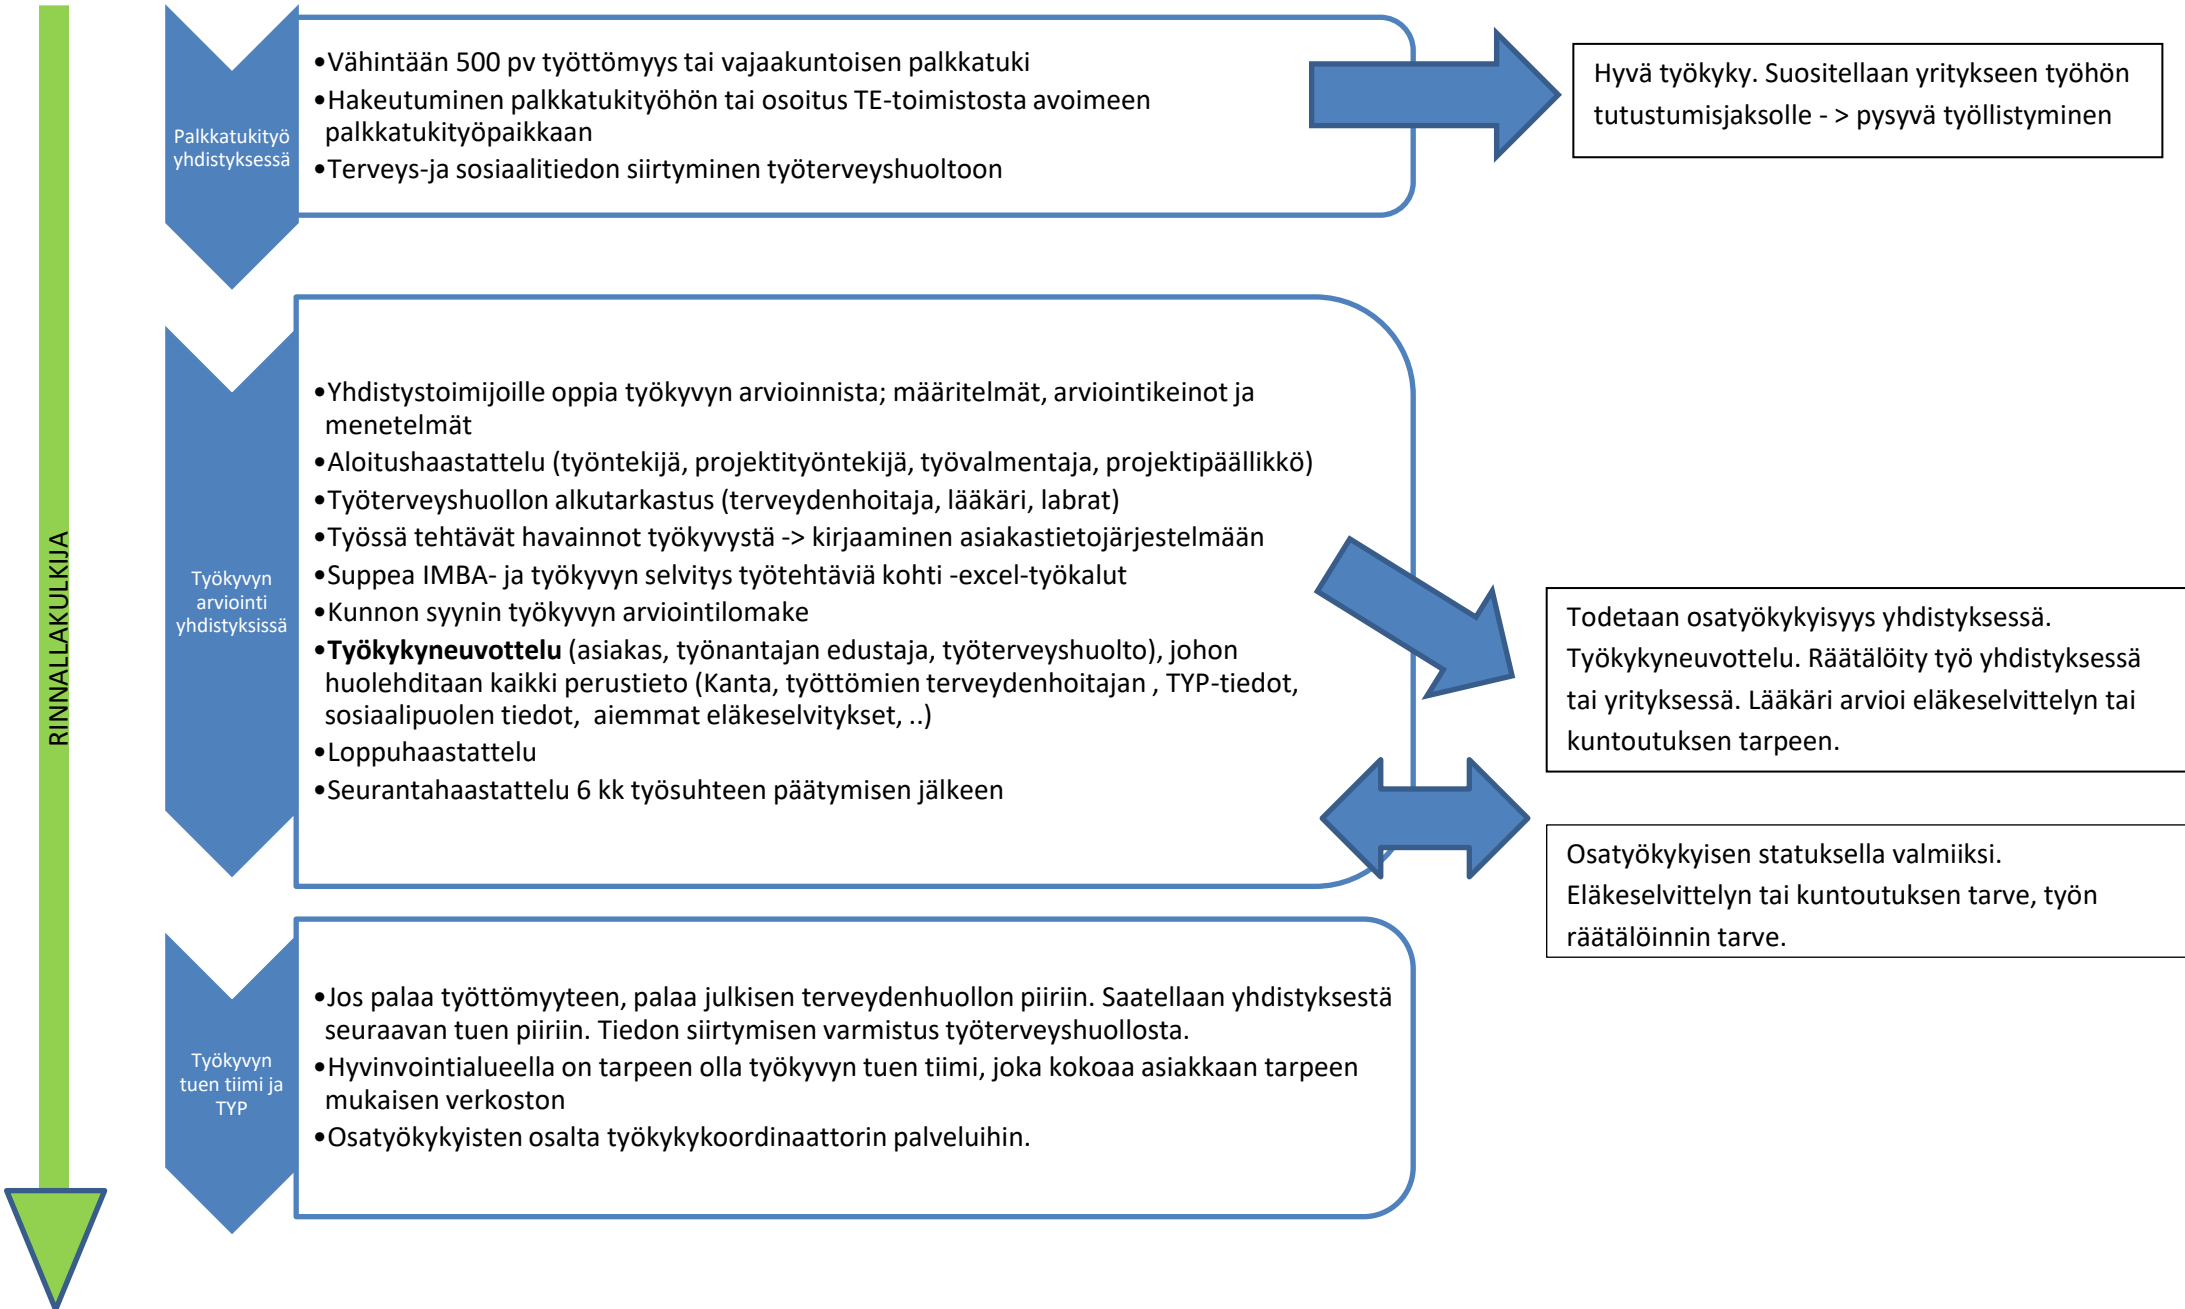 RINNALLAKULKIJA
Palkkatukityö
yhdistyksessä
•Vähintään 500 pv työttömyys tai vajaakuntoisen palkkatuki
•Hakeutuminen palkkatukityöhön tai osoitus TE-toimistosta avoimeen
palkkatukityöpaikkaan
•Terveys-ja sosiaalitiedon siirtyminen työterveyshuoltoon
Hyvä työkyky. Suositellaan yritykseen työhön
tutustumisjaksolle - > pysyvä työllistyminen
Työkyvyn
arviointi
yhdistyksissä
•Yhdistystoimijoille oppia työkyvyn arvioinnista; määritelmät, arviointikeinot ja
menetelmät
•Aloitushaastattelu (työntekijä, projektityöntekijä, työvalmentaja, projektipäällikkö)
•Työterveyshuollon alkutarkastus (terveydenhoitaja, lääkäri, labrat)
•Työssä tehtävät havainnot työkyvystä -> kirjaaminen asiakastietojärjestelmään
•Suppea IMBA- ja työkyvyn selvitys työtehtäviä kohti -excel-työkalut
•Kunnon syynin työkyvyn arviointilomake
•Työkykyneuvottelu (asiakas, työnantajan edustaja, työterveyshuolto), johon
huolehditaan kaikki perustieto (Kanta, työttömien terveydenhoitajan , TYP-tiedot,
sosiaalipuolen tiedot, aiemmat eläkeselvitykset, ..)
•Loppuhaastattelu
•Seurantahaastattelu 6 kk työsuhteen päätymisen jälkeen
Todetaan osatyökykyisyys yhdistyksessä.
Työkykyneuvottelu. Räätälöity työ yhdistyksessä
tai yrityksessä. Lääkäri arvioi eläkeselvittelyn tai
kuntoutuksen tarpeen.
Osatyökykyisen statuksella valmiiksi.
Eläkeselvittelyn tai kuntoutuksen tarve, työn
räätälöinnin tarve.
Työkyvyn
tuen tiimi ja
TYP
•Jos palaa työttömyyteen, palaa julkisen terveydenhuollon piiriin. Saatellaan yhdistyksestä
seuraavan tuen piiriin. Tiedon siirtymisen varmistus työterveyshuollosta.
•Hyvinvointialueella on tarpeen olla työkyvyn tuen tiimi, joka kokoaa asiakkaan tarpeen
mukaisen verkoston
•Osatyökykyisten osalta työkykykoordinaattorin palveluihin.